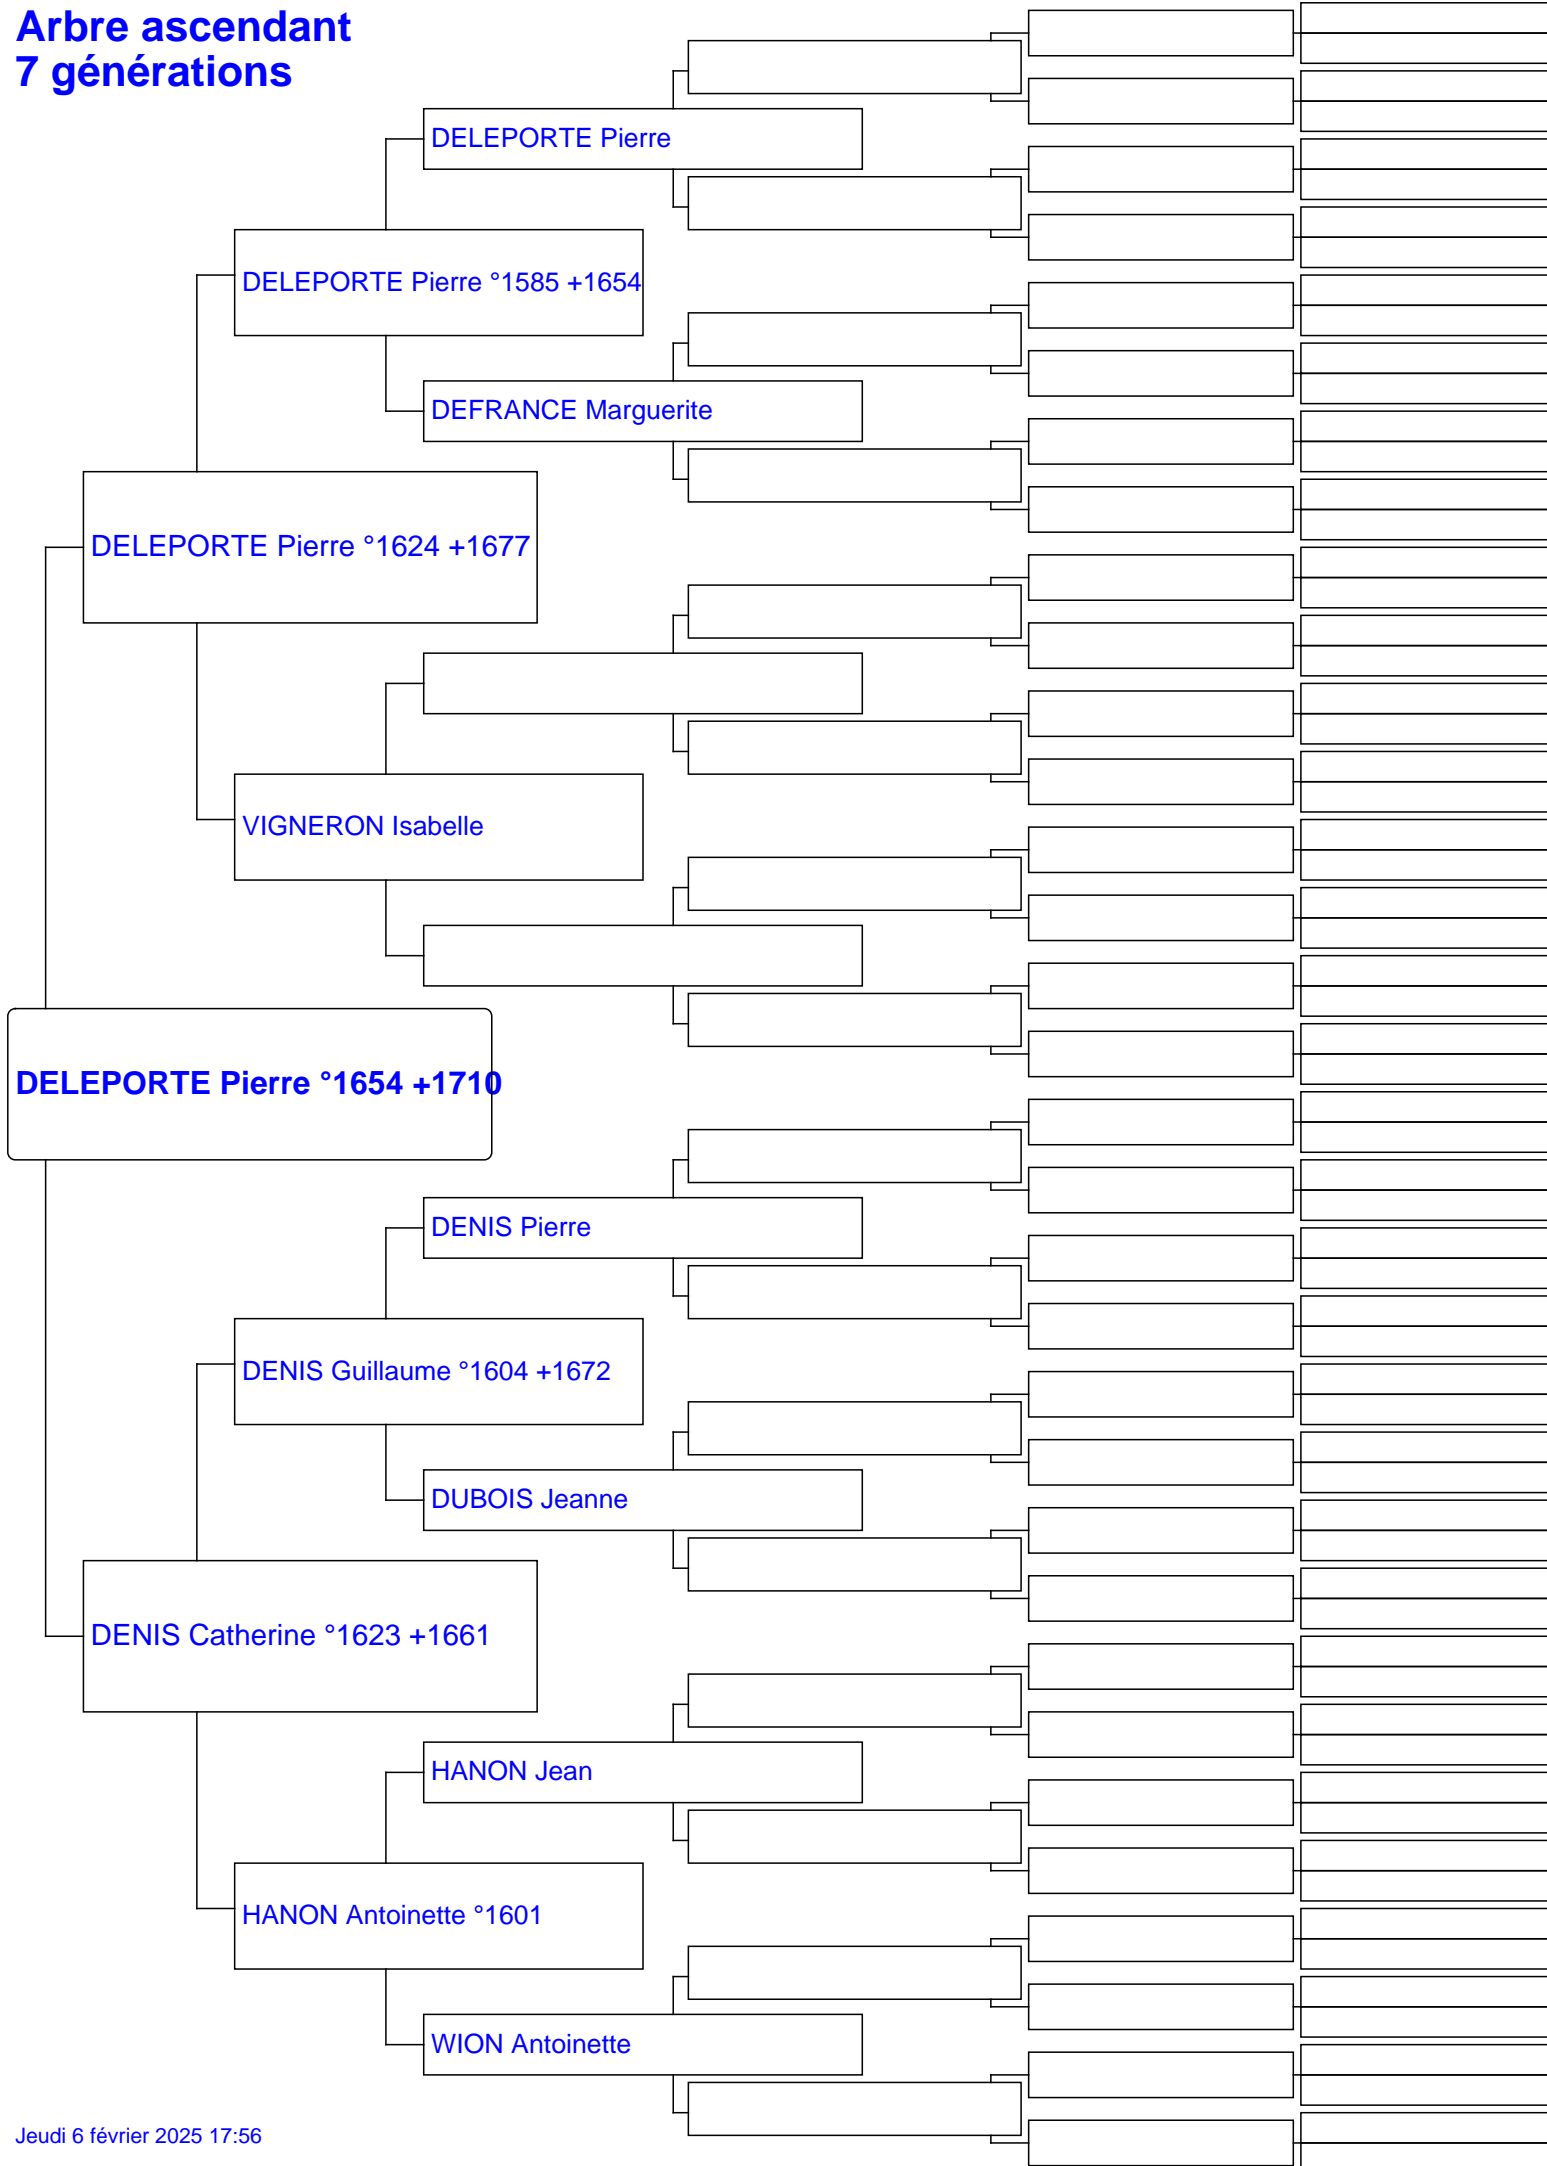 Arbre ascendant
7 générations
DELEPORTE Pierre
DELEPORTE Pierre °1585 +1654
DEFRANCE Marguerite
DELEPORTE Pierre °1624 +1677
VIGNERON Isabelle
DELEPORTE Pierre °1654 +1710
DENIS Pierre
DENIS Guillaume °1604 +1672
DUBOIS Jeanne
DENIS Catherine °1623 +1661
HANON Jean
HANON Antoinette °1601
WION Antoinette
Jeudi 6 février 2025 17:56